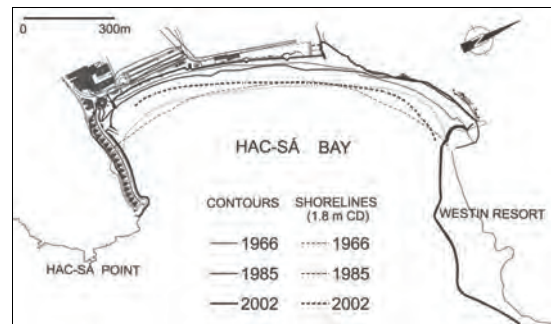 0 300m
HAC-SÁ BAY
CONTOURS SHORELINES
(1.8 m CD)
1966 1966
1985 1985
2002 2002
HAC-SÁ POINT
WESTIN RESORT